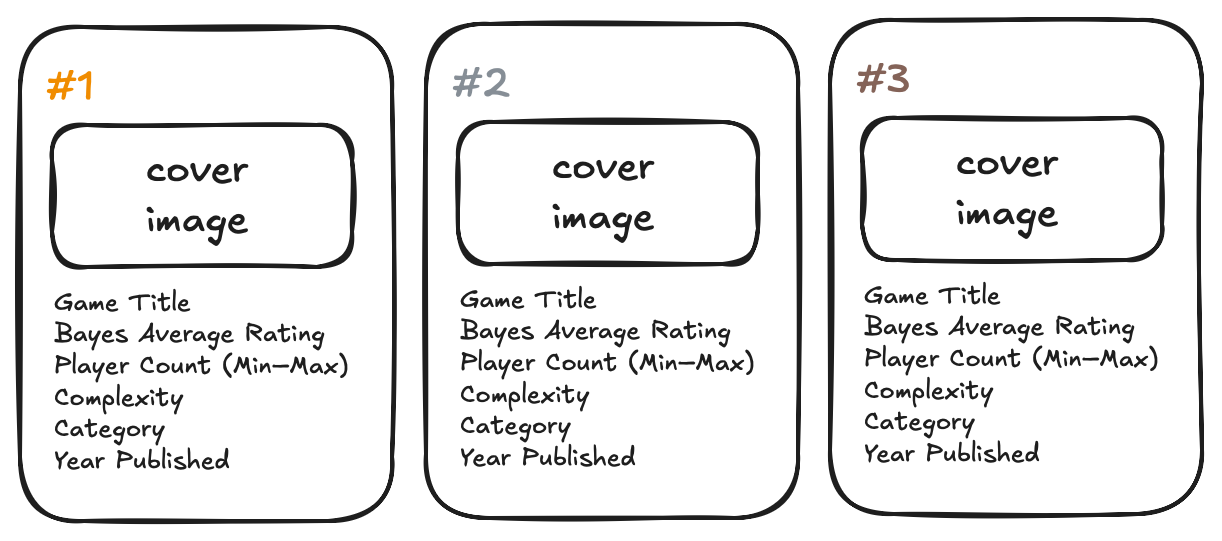 #1
cover
image
Game Title
Bayes Average Rating
Player Count (Min—Max)
Complexity
Category
Year Published
#2
cover
image
Game Title
Bayes Average Rating
Player Count (Min—Max)
Complexity
Category
Year Published
#3
cover
image
Game Title
Bayes Average Rating
Player Count (Min—Max)
Complexity
Category
Year Published